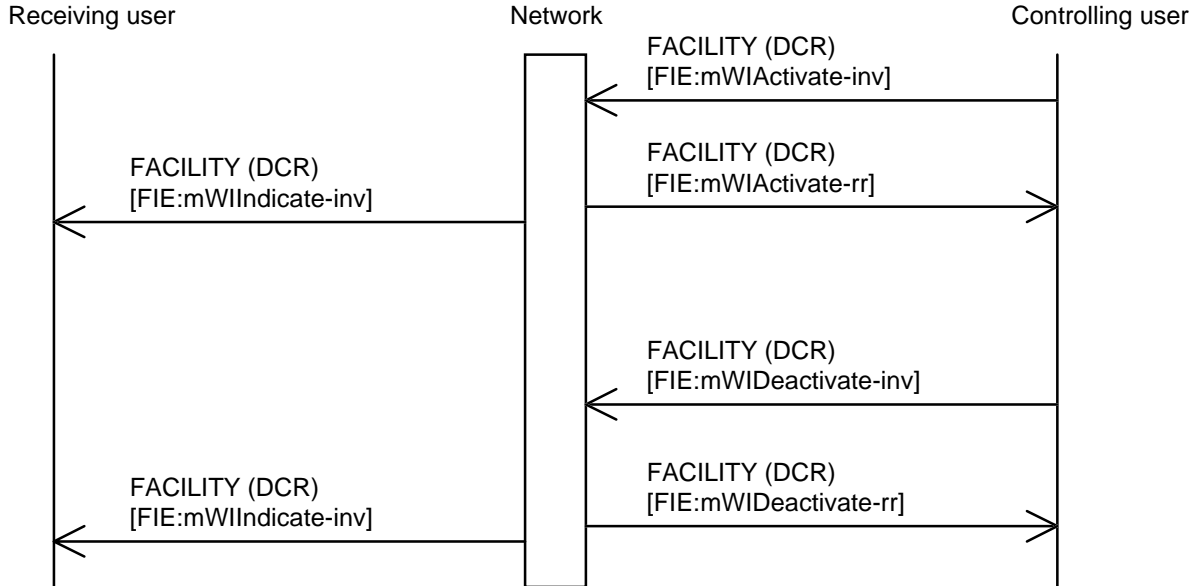 Receiving user
Network
Controlling user
FACILITY (DCR)
[FIE:mWIActivate-inv]
FACILITY (DCR)
[FIE:mWIActivate-rr]
FACILITY (DCR)
[FIE:mWIIndicate-inv]
FACILITY (DCR)
[FIE:mWIDeactivate-inv]
FACILITY (DCR)
[FIE:mWIDeactivate-rr]
FACILITY (DCR)
[FIE:mWIIndicate-inv]